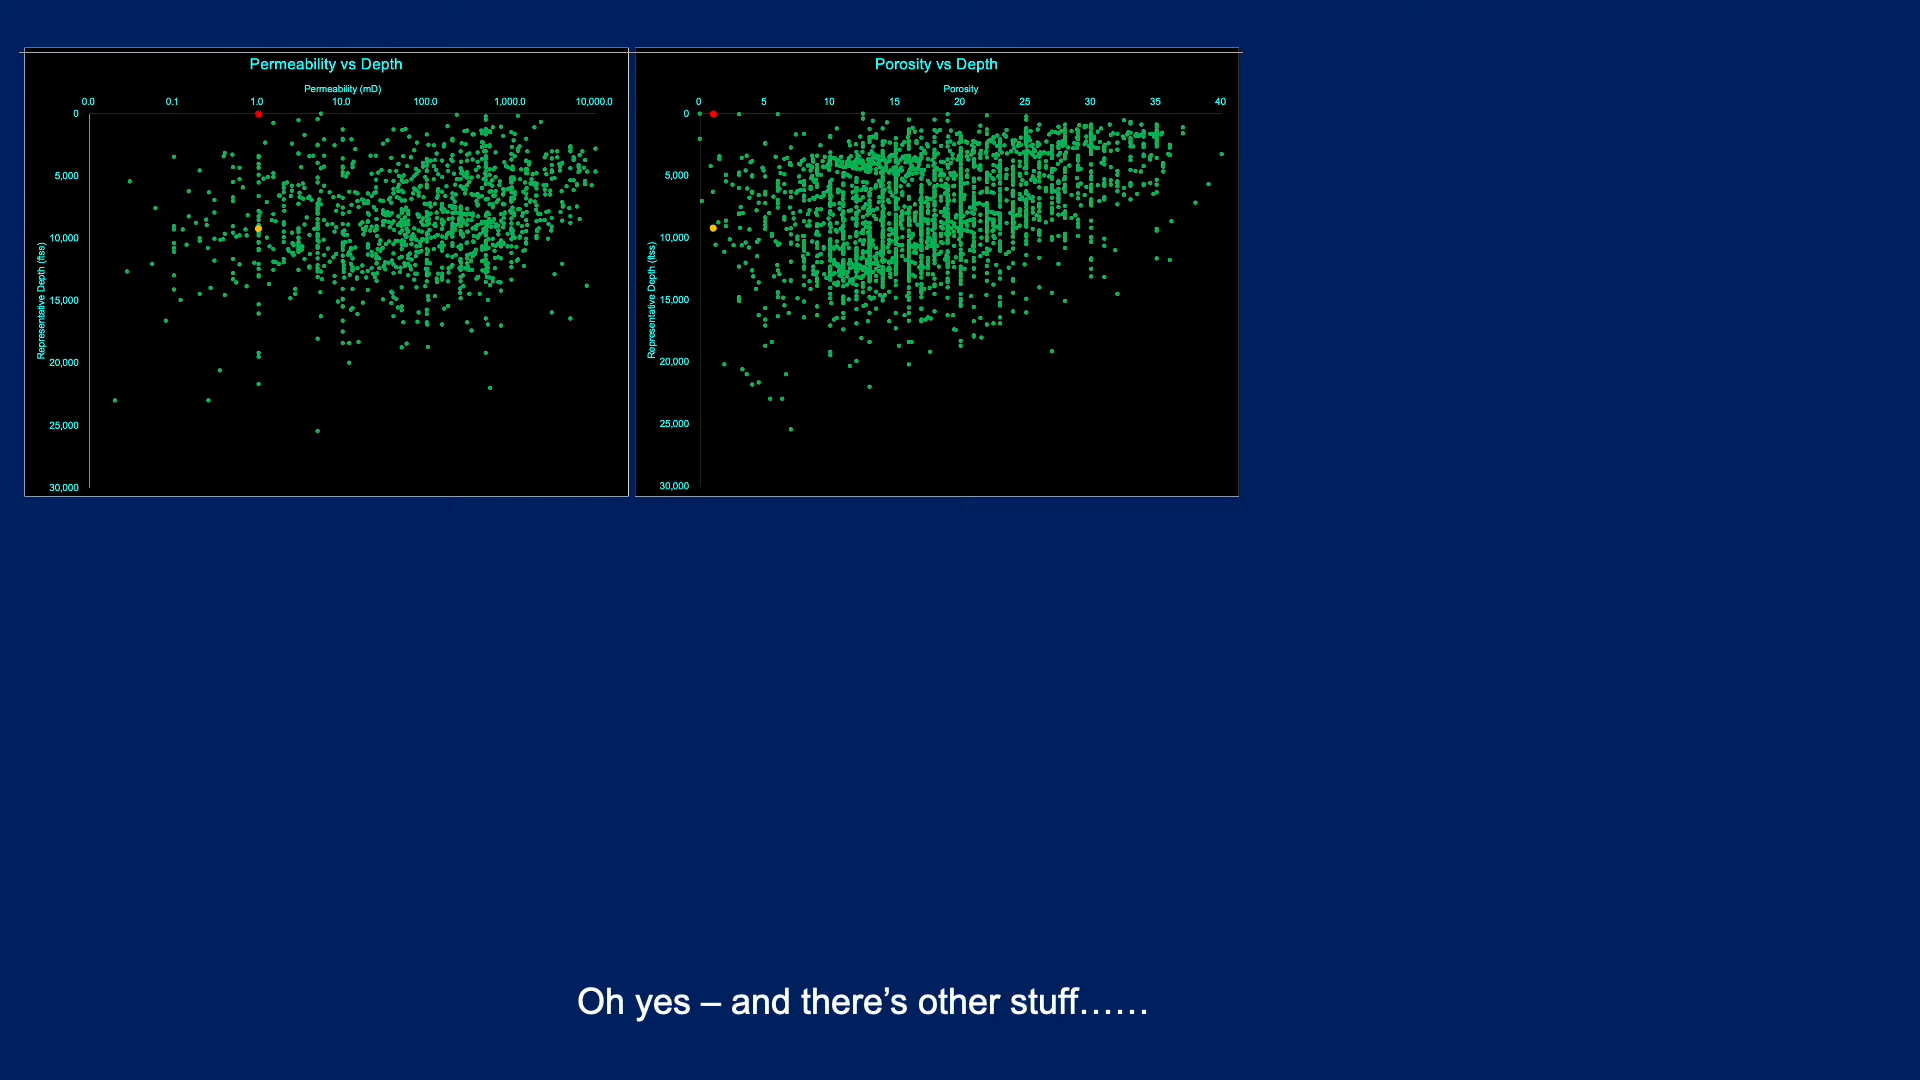 Permeability vs Depth
Permeability (mD)
0.0 0.1 1.0 10.0 100.0 1000.0 10,000.0
0
5,000
10,000
15,000
20,000
25,000
30,000
Representative Depth (ftss)
Porosity vs Depth
Porosity
0 5 10 15 20 25 30 35 40
0
5,000
10,000
15,000
20,000
25,000
30,000
Representative Depth (ftss)
Oh yes – and there’s other stuff……